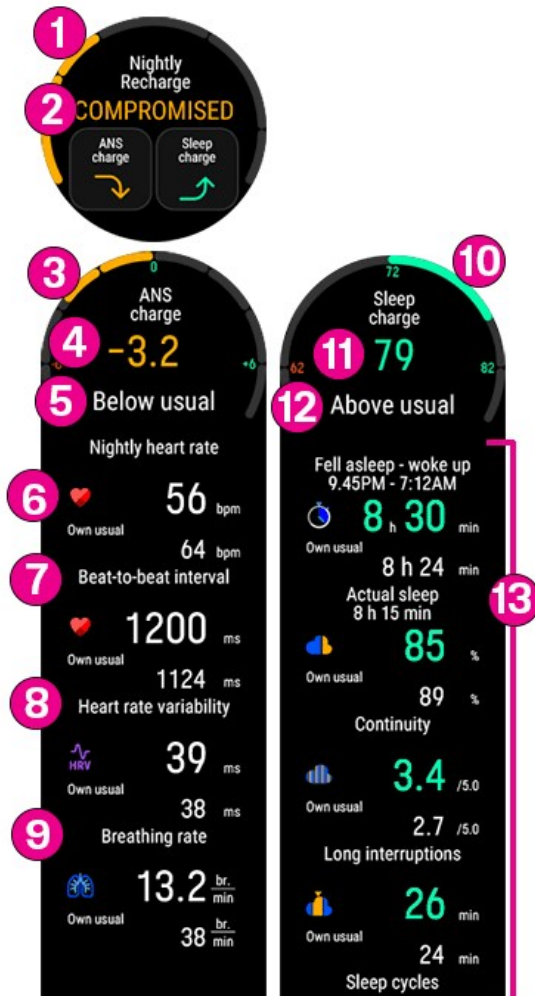 1
Nightly
Recharge
2
COMPROMISED
ANS
charge
Sleep
charge
3
0
ANS
charge
4
-3.2
+6
5
Below usual
Nightly heart rate
6
56 bpm
Own usual
64 bpm
7
Beat-to-beat interval
1200 ms
Own usual
1124 ms
8
Heart rate variability
HRV
39 ms
Own usual
38 ms
9
Breathing rate
13.2 br./min
Own usual
38 br./min
10
72
Sleep
charge
11
79
62
82
12
Above usual
13
Fell asleep - woke up
9.45PM - 7:12AM
8 h 30 min
Own usual
8 h 24 min
Actual sleep
8 h 15 min
85 %
Own usual
89 %
Continuity
3.4 /5.0
Own usual
2.7 /5.0
Long interruptions
26 min
Own usual
24 min
Sleep cycles